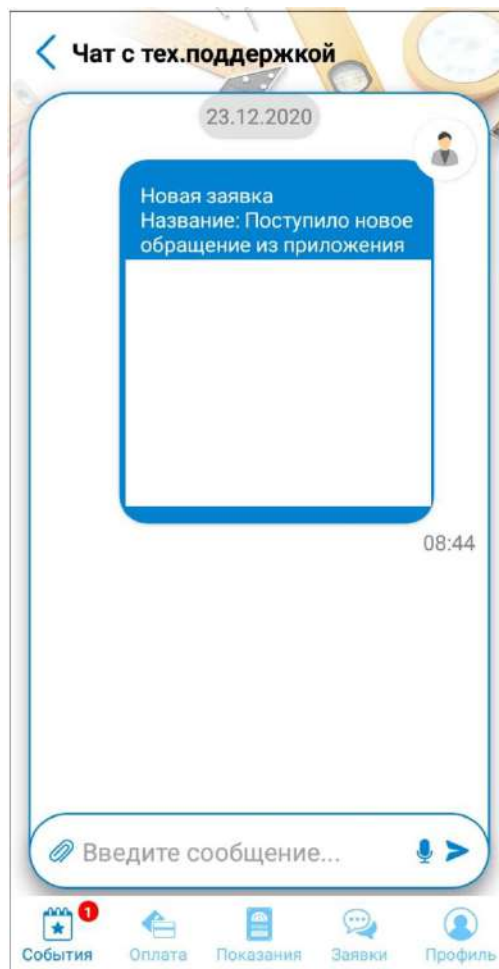 Чат с тех.поддержкой
23.12.2020
Новая заявка
Название: Поступило новое
обращение из приложения
08:44
Введите сообщение...
1
События
Оплата
Показания
Заявки
Профиль